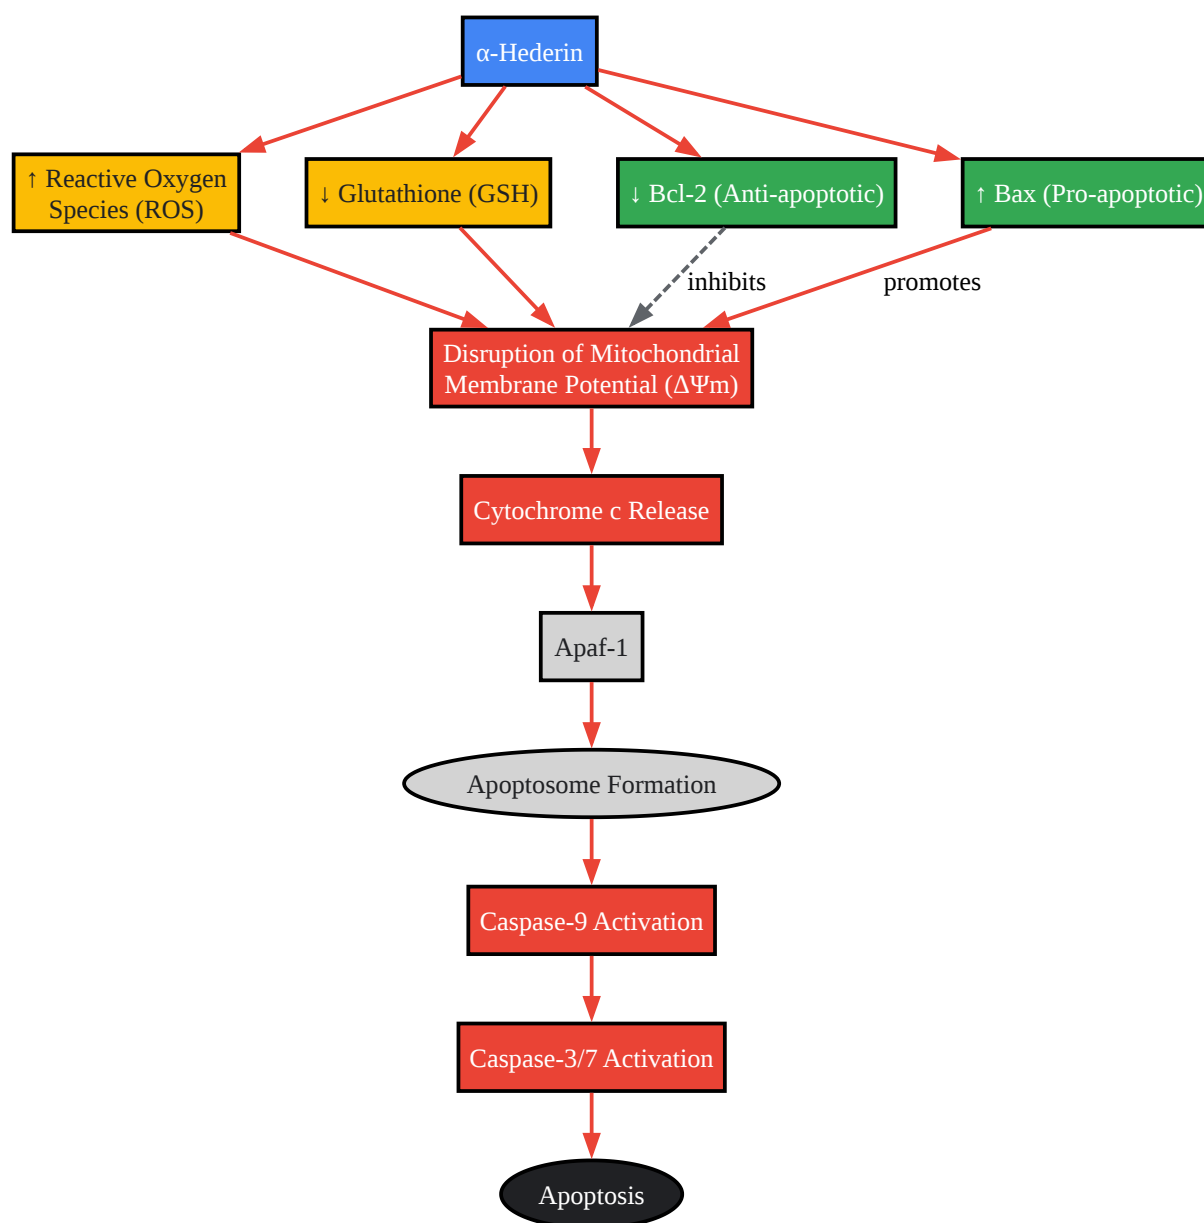 α-Hederin
↑ Reactive Oxygen
Species (ROS)
↓ Glutathione (GSH)
↓ Bcl-2 (Anti-apoptotic)
↑ Bax (Pro-apoptotic)
inhibits
promotes
Disruption of Mitochondrial
Membrane Potential (ΔΨm)
Cytochrome c Release
Apaf-1
Apoptosome Formation
Caspase-9 Activation
Caspase-3/7 Activation
Apoptosis